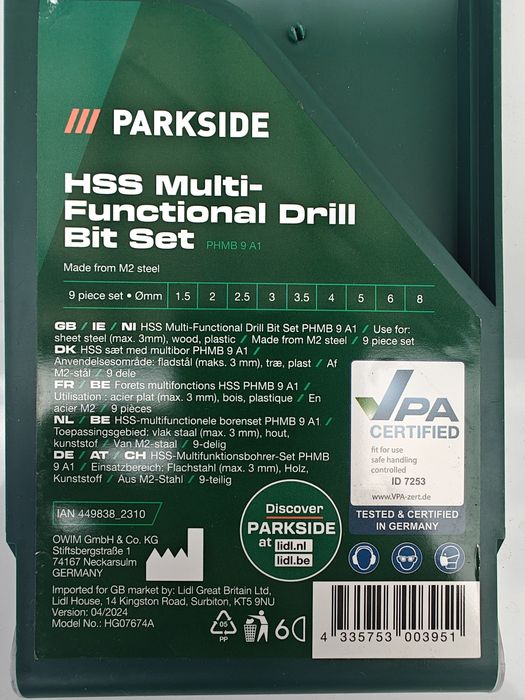 PARKSIDE
HSS Multi-
Functional Drill
Bit Set PHMB 9 A1
Made from M2 steel
9 piece set • Ømm 1.5 2 2.5 3 3.5 4 5 6 8
GB / IE / NI HSS Multi-Functional Drill Bit Set PHMB 9 A1 / Use for:
sheet steel (max. 3mm), wood, plastic / Made from M2 steel / 9 piece set
DK HSS sæt med multibor PHMB 9 A1 /
Anvendelsesområde: fladstål (maks. 3 mm), træ, plast / Af
M2-stål / 9 dele
FR / BE Forets multifonctions HSS PHMB 9 A1 /
Utilisation : acier plat (max. 3 mm), bois, plastique / En
acier M2 / 9 pièces
NL / BE HSS-multifunctionele borenset PHMB 9 A1 /
Toepassingsgebied: vlak staal (max. 3 mm), hout,
kunststof / Van M2-staal / 9-delig
DE / AT / CH HSS-Multifunktionsbohrer-Set PHMB
9 A1 / Einsatzbereich: Flachstahl (max. 3 mm), Holz,
Kunststoff / Aus M2-Stahl / 9-teilig
VPA
CERTIFIED
fit for use
safe handling
controlled
ID 7253
www.VPA-zert.de
TESTED & CERTIFIED
IN GERMANY
IAN 449838_2310
OWIM GmbH & Co. KG
Stiftsbergstraße 1
74167 Neckarsulm
GERMANY
Discover
PARKSIDE
at lidl.nl
lidl.be
Imported for GB market by: Lidl Great Britain Ltd,
Lidl House, 14 Kingston Road, Surbiton, KT5 9NU
Version: 04/2024
Model No.: HG07674A
05
PP
6
4 335753 003951